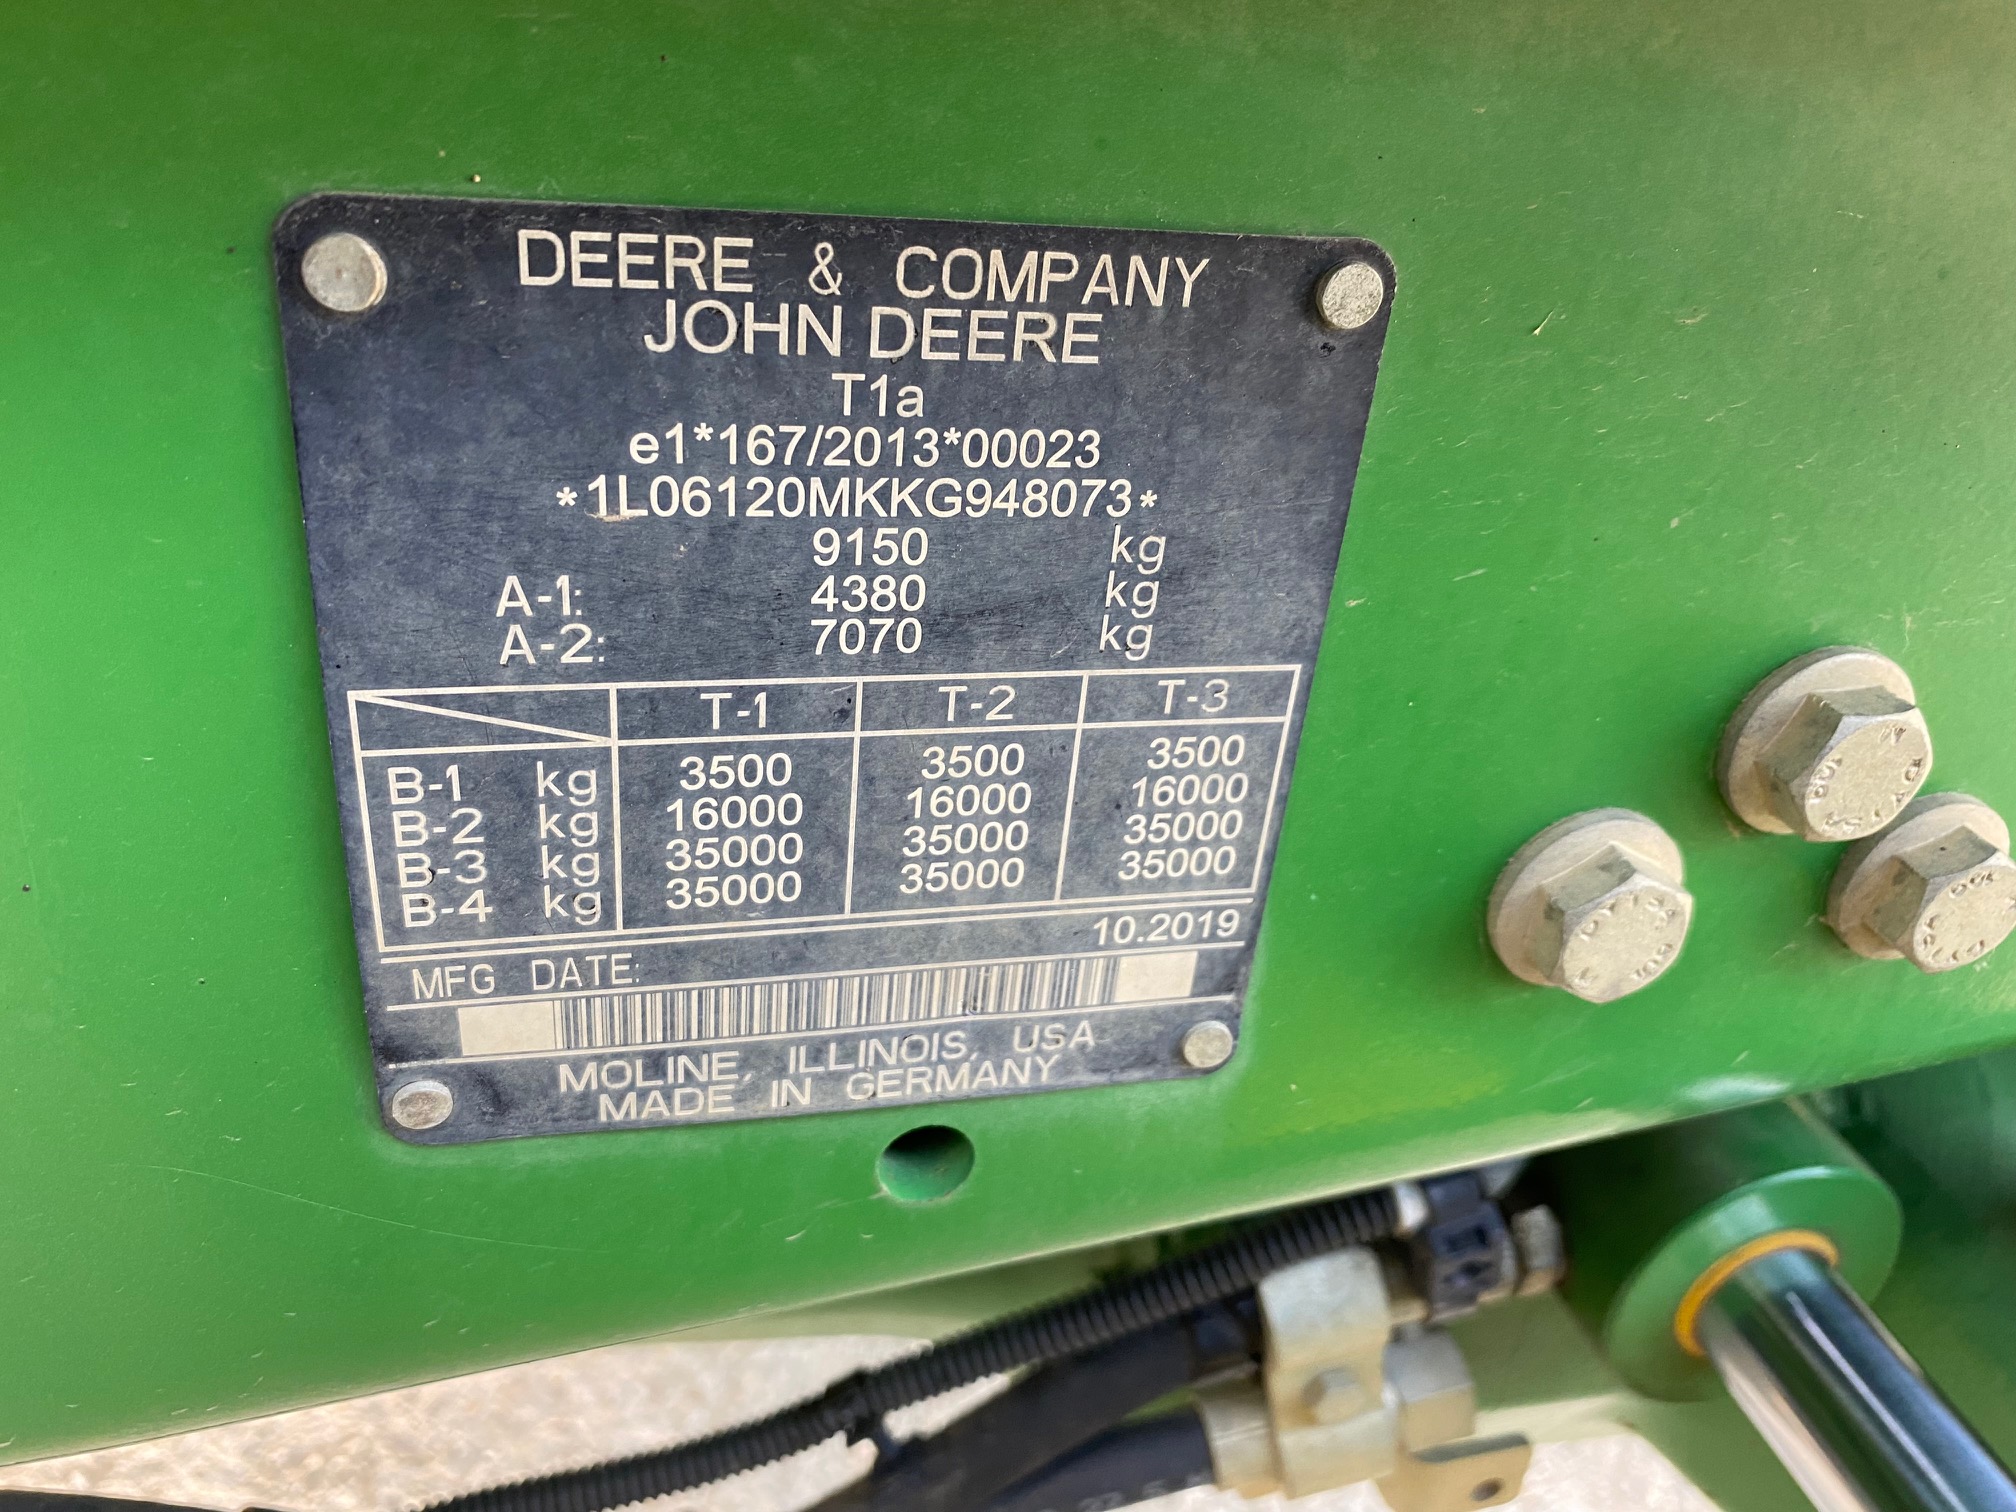 DEERE & COMPANY
JOHN DEERE
T1a
e1*167/2013*00023
*1L06120MKKG948073*
9150 kg
A-1: 4380 kg
A-2: 7070 kg
T-1 T-2 T-3
B-1 kg 3500 3500 3500
B-2 kg 16000 16000 16000
B-3 kg 35000 35000 35000
B-4 kg 35000 35000 35000
MFG DATE: 10.2019
MOLINE, ILLINOIS, USA
MADE IN GERMANY